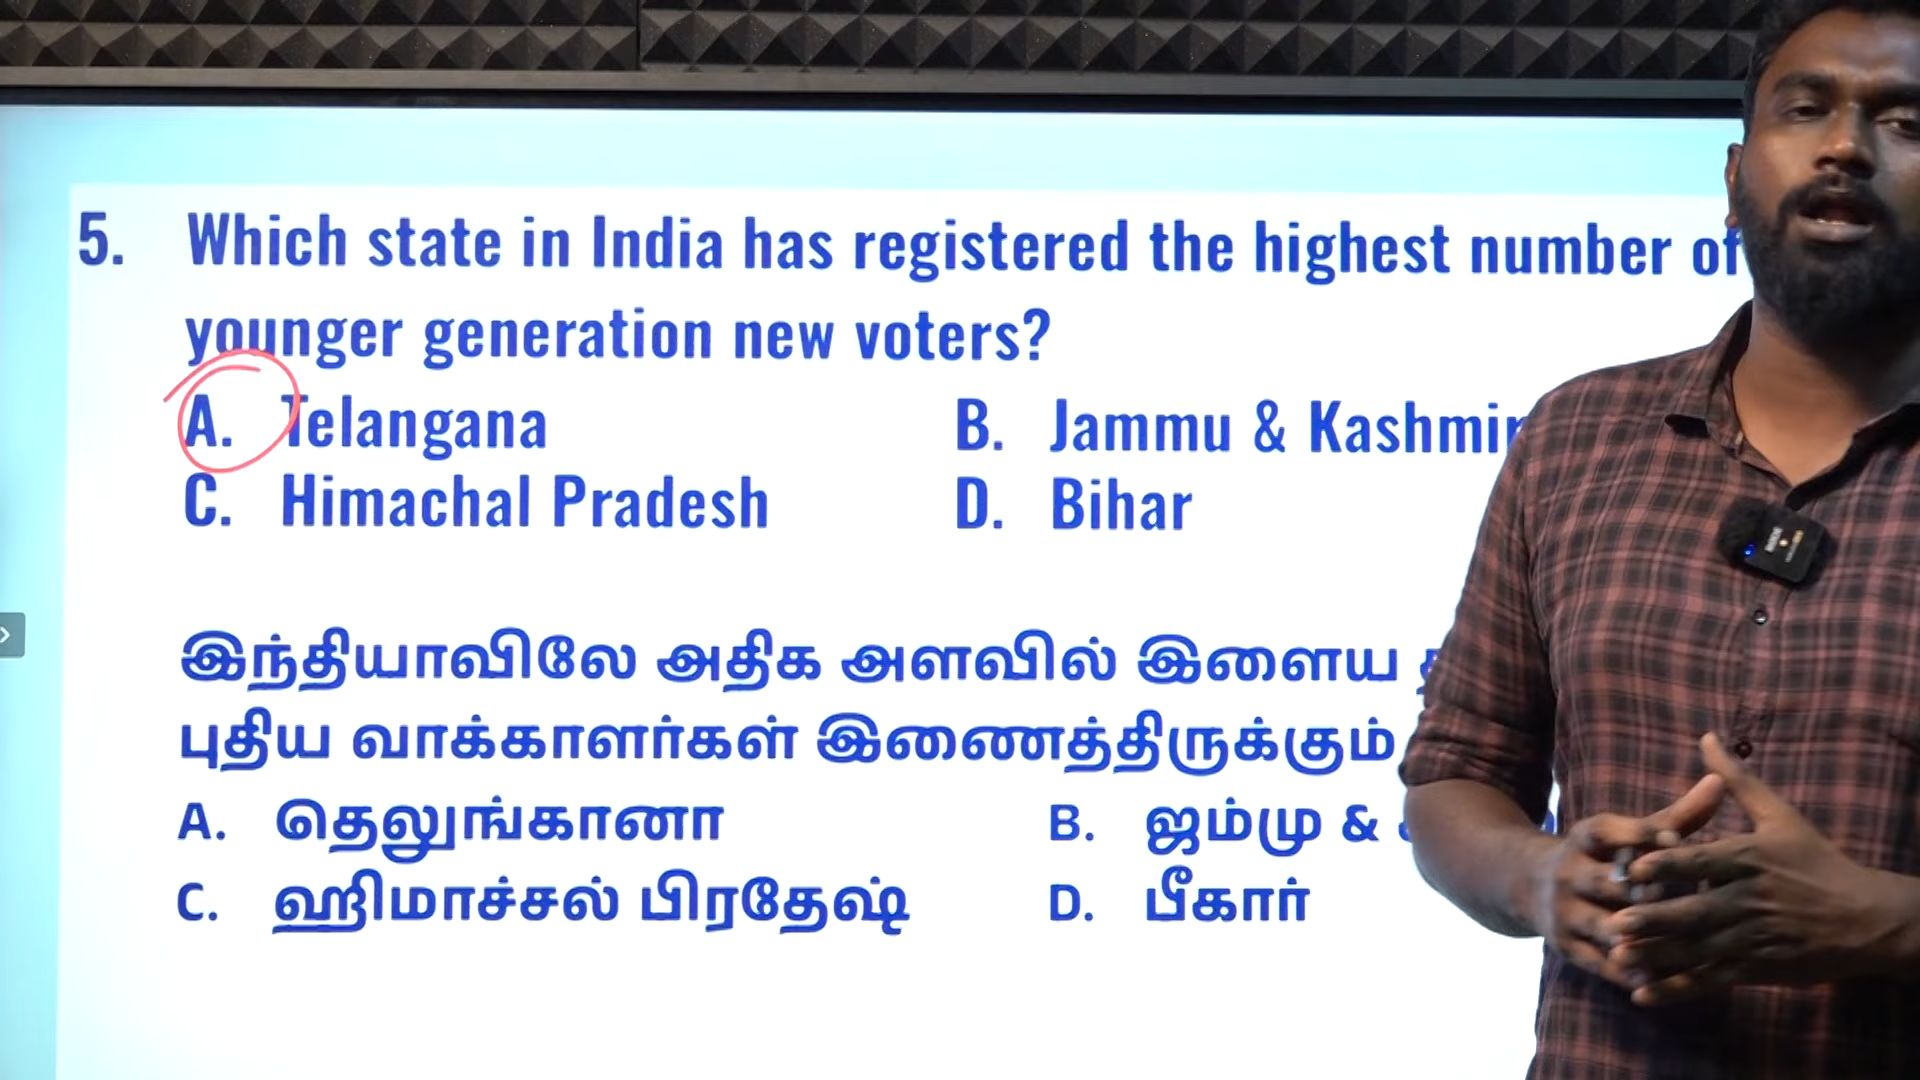 5. Which state in India has registered the highest number of
younger generation new voters?
A. Telangana B. Jammu & Kashmir
C. Himachal Pradesh D. Bihar
இந்தியாவிலே அதிக அளவில் இளைய
புதிய வாக்காளர்கள் இணைத்திருக்கும்
A. தெலுங்கானா B. ஜம்மு &
C. ஹிமாச்சல் பிரதேஷ் D. பீகார்